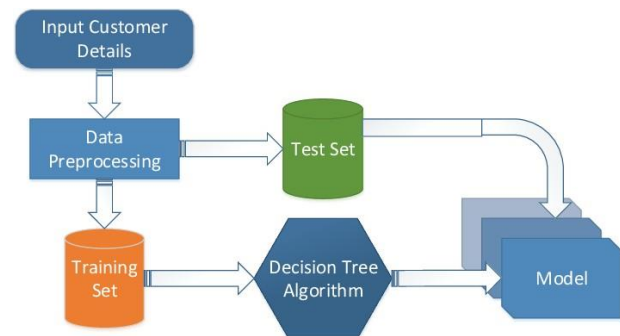 Input Customer
Details
Data
Preprocessing
Test Set
Training
Set
Decision Tree
Algorithm
Model